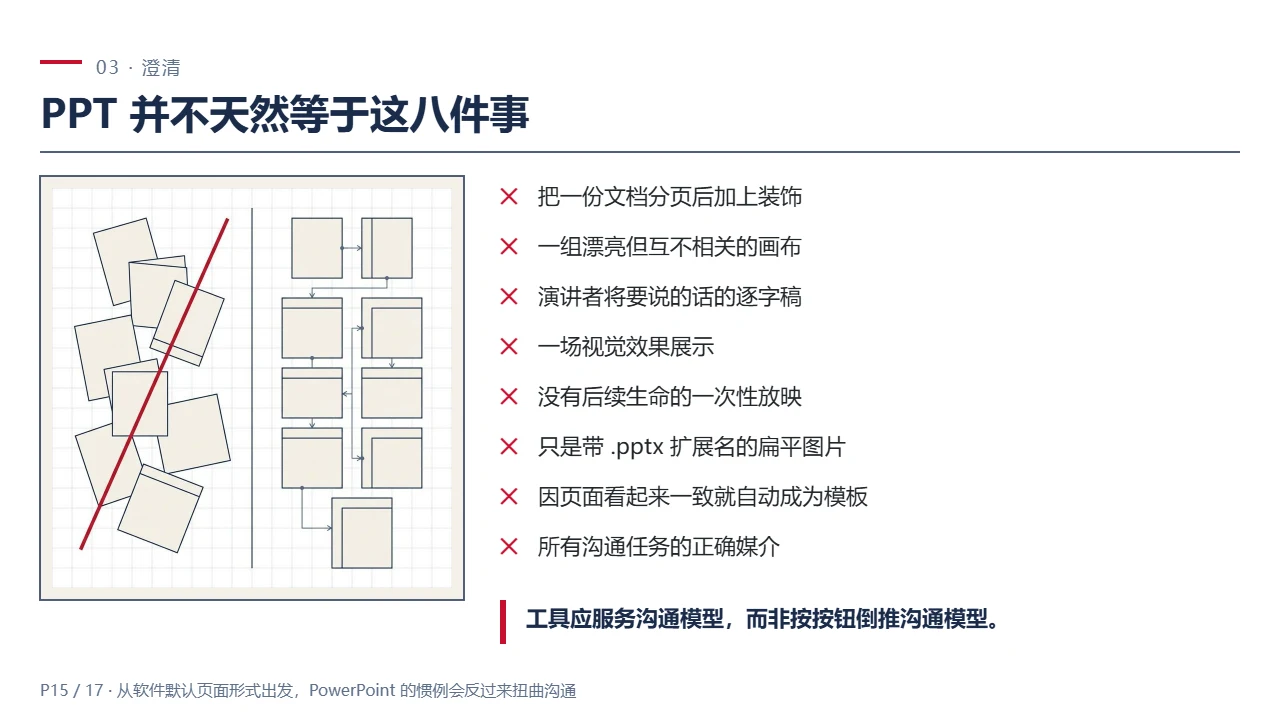 03 · 澄清
PPT 并不天然等于这八件事
把一份文档分页后加上装饰
一组漂亮但互不相关的画布
演讲者将要说的话的逐字稿
一场视觉效果展示
没有后续生命的一次性放映
只是带 .pptx 扩展名的扁平图片
因页面看起来一致就自动成为模板
所有沟通任务的正确媒介
工具应服务沟通模型，而非按按钮倒推沟通模型。
P15 / 17 · 从软件默认页面形式出发，PowerPoint 的惯例会反过来扭曲沟通